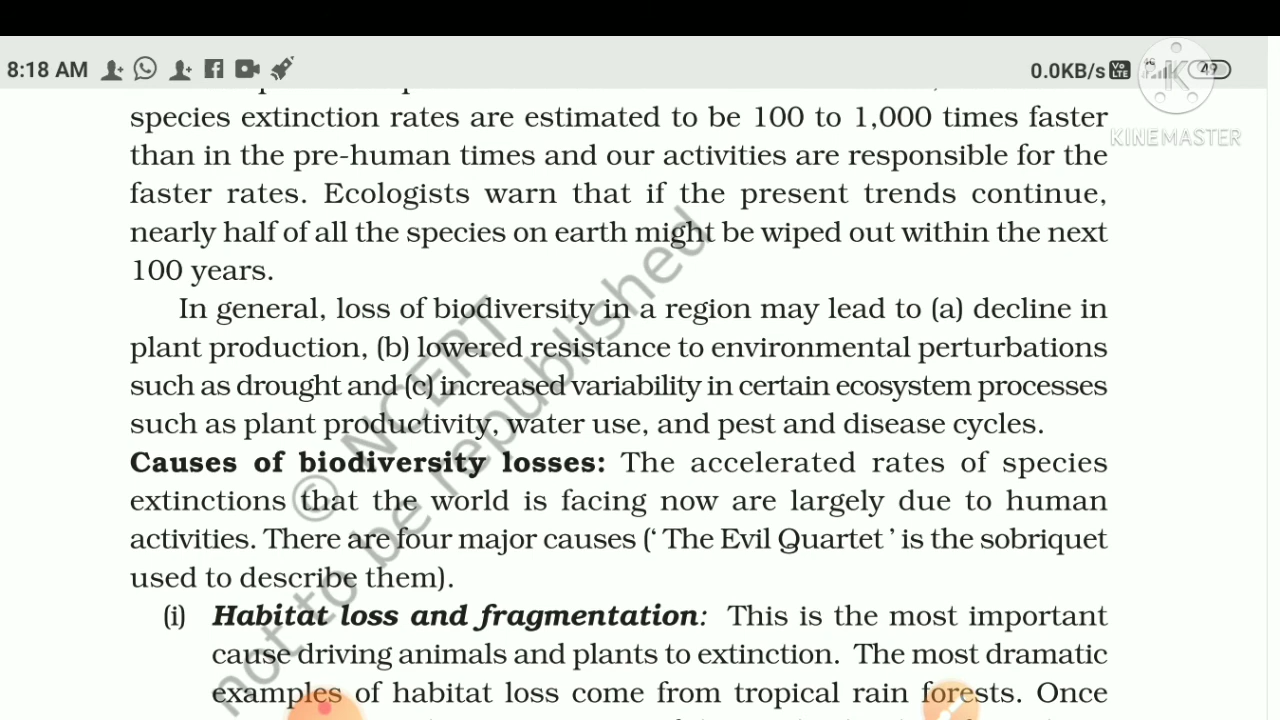 8:18 AM
0.0KB/s Vo LTE 49
KINEMASTER
species extinction rates are estimated to be 100 to 1,000 times faster
than in the pre-human times and our activities are responsible for the
faster rates. Ecologists warn that if the present trends continue,
nearly half of all the species on earth might be wiped out within the next
100 years.
In general, loss of biodiversity in a region may lead to (a) decline in
plant production, (b) lowered resistance to environmental perturbations
such as drought and (c) increased variability in certain ecosystem processes
such as plant productivity, water use, and pest and disease cycles.
Causes of biodiversity losses: The accelerated rates of species
extinctions that the world is facing now are largely due to human
activities. There are four major causes (‘ The Evil Quartet ’ is the sobriquet
used to describe them).
(i) Habitat loss and fragmentation: This is the most important
cause driving animals and plants to extinction. The most dramatic
examples of habitat loss come from tropical rain forests. Once
© NCERT
not to be republished